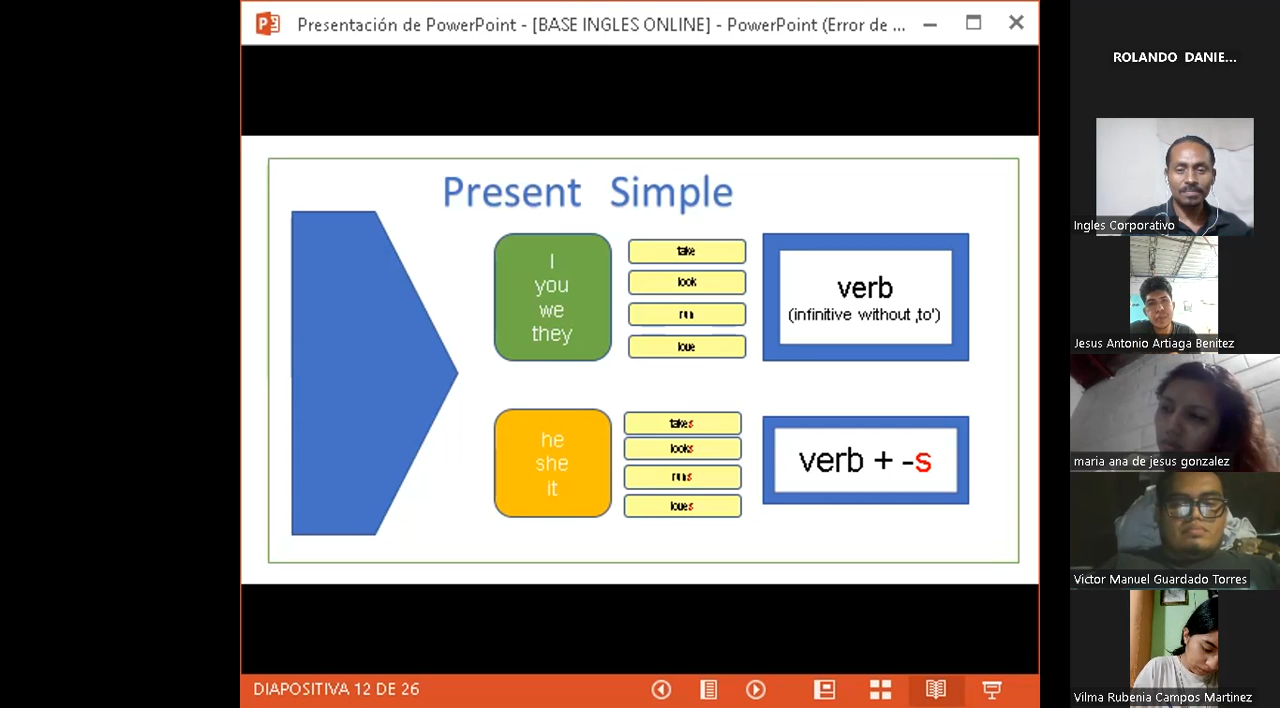 Presentación de PowerPoint - [BASE INGLES ONLINE] - PowerPoint (Error de ...
Present Simple
I
you
we
they
take
look
run
love
verb
(infinitive without ‚to')
he
she
it
takes
looks
runs
loves
verb + -s
DIAPOSITIVA 12 DE 26
ROLANDO DANIE...
Ingles Corporativo
Jesus Antonio Artiaga Benitez
maria ana de jesus gonzalez
Victor Manuel Guardado Torres
Vilma Rubenia Campos Martinez